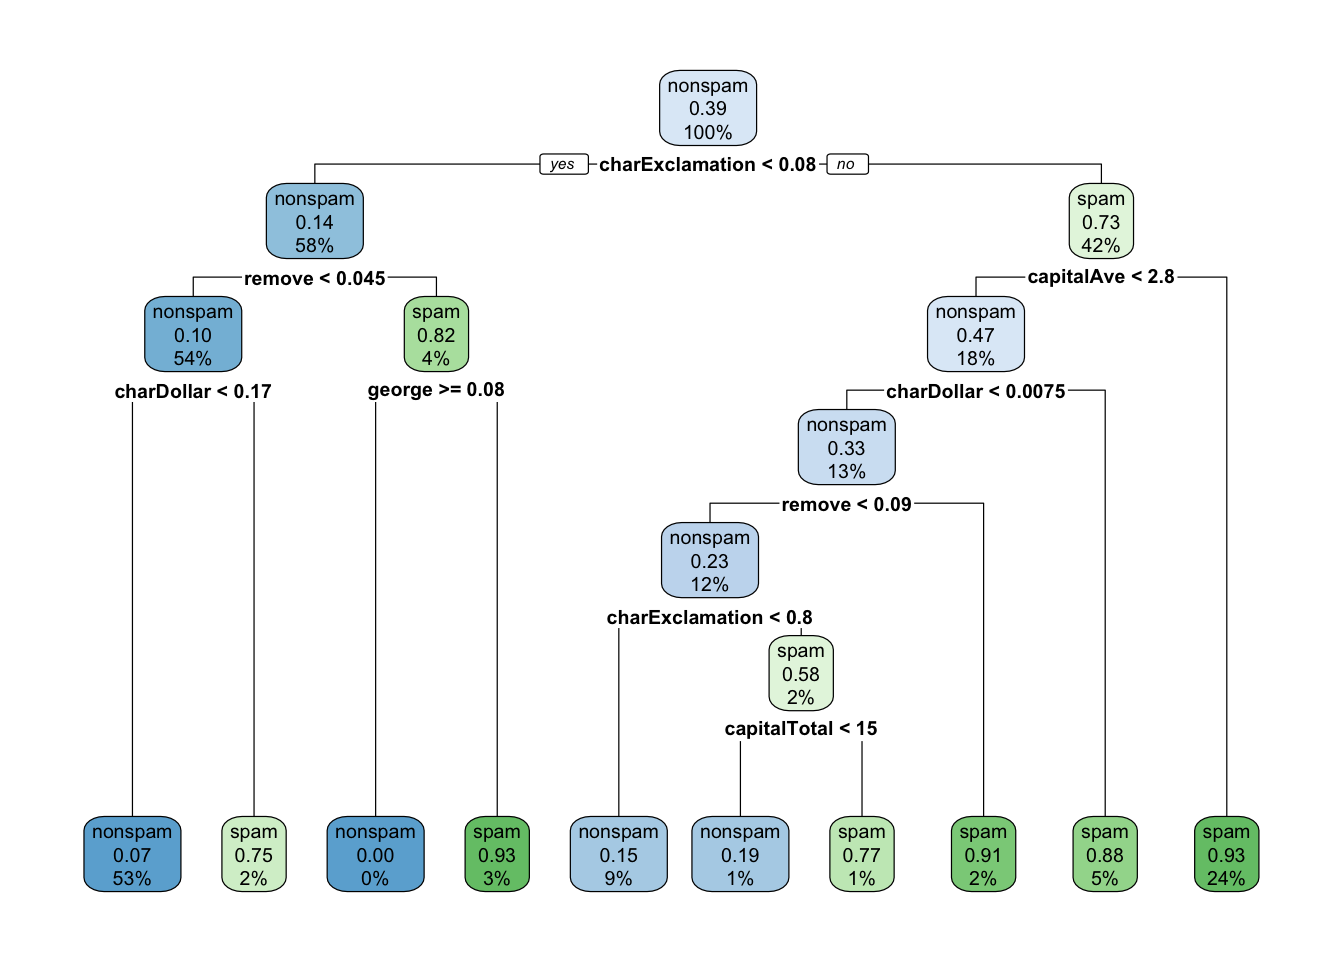 nonspam
0.39
100%
yes
charExclamation < 0.08
no
nonspam
0.14
58%
spam
0.73
42%
remove < 0.045
capitalAve < 2.8
nonspam
0.10
54%
spam
0.82
4%
nonspam
0.47
18%
charDollar < 0.17
george >= 0.08
charDollar < 0.0075
nonspam
0.33
13%
remove < 0.09
nonspam
0.23
12%
charExclamation < 0.8
spam
0.58
2%
capitalTotal < 15
nonspam
0.07
53%
spam
0.75
2%
nonspam
0.00
0%
spam
0.93
3%
nonspam
0.15
9%
nonspam
0.19
1%
spam
0.77
1%
spam
0.91
2%
spam
0.88
5%
spam
0.93
24%